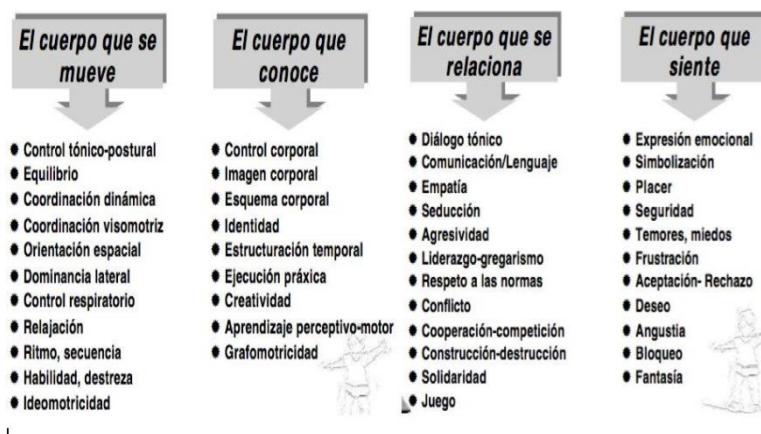 El cuerpo que se
mueve
● Control tónico-postural
● Equilibrio
● Coordinación dinámica
● Coordinación visomotriz
● Orientación espacial
● Dominancia lateral
● Control respiratorio
● Relajación
● Ritmo, secuencia
● Habilidad, destreza
● Ideomotricidad
El cuerpo que
conoce
● Control corporal
● Imagen corporal
● Esquema corporal
● Identidad
● Estructuración temporal
● Ejecución práxica
● Creatividad
● Aprendizaje perceptivo-motor
● Grafomotricidad
El cuerpo que se
relaciona
● Diálogo tónico
● Comunicación/Lenguaje
● Empatía
● Seducción
● Agresividad
● Liderazgo-gregarismo
● Respeto a las normas
● Conflicto
● Cooperación-competición
● Construcción-destrucción
● Solidaridad
● Juego
El cuerpo que
siente
● Expresión emocional
● Simbolización
● Placer
● Seguridad
● Temores, miedos
● Frustración
● Aceptación- Rechazo
● Deseo
● Angustia
● Bloqueo
● Fantasía